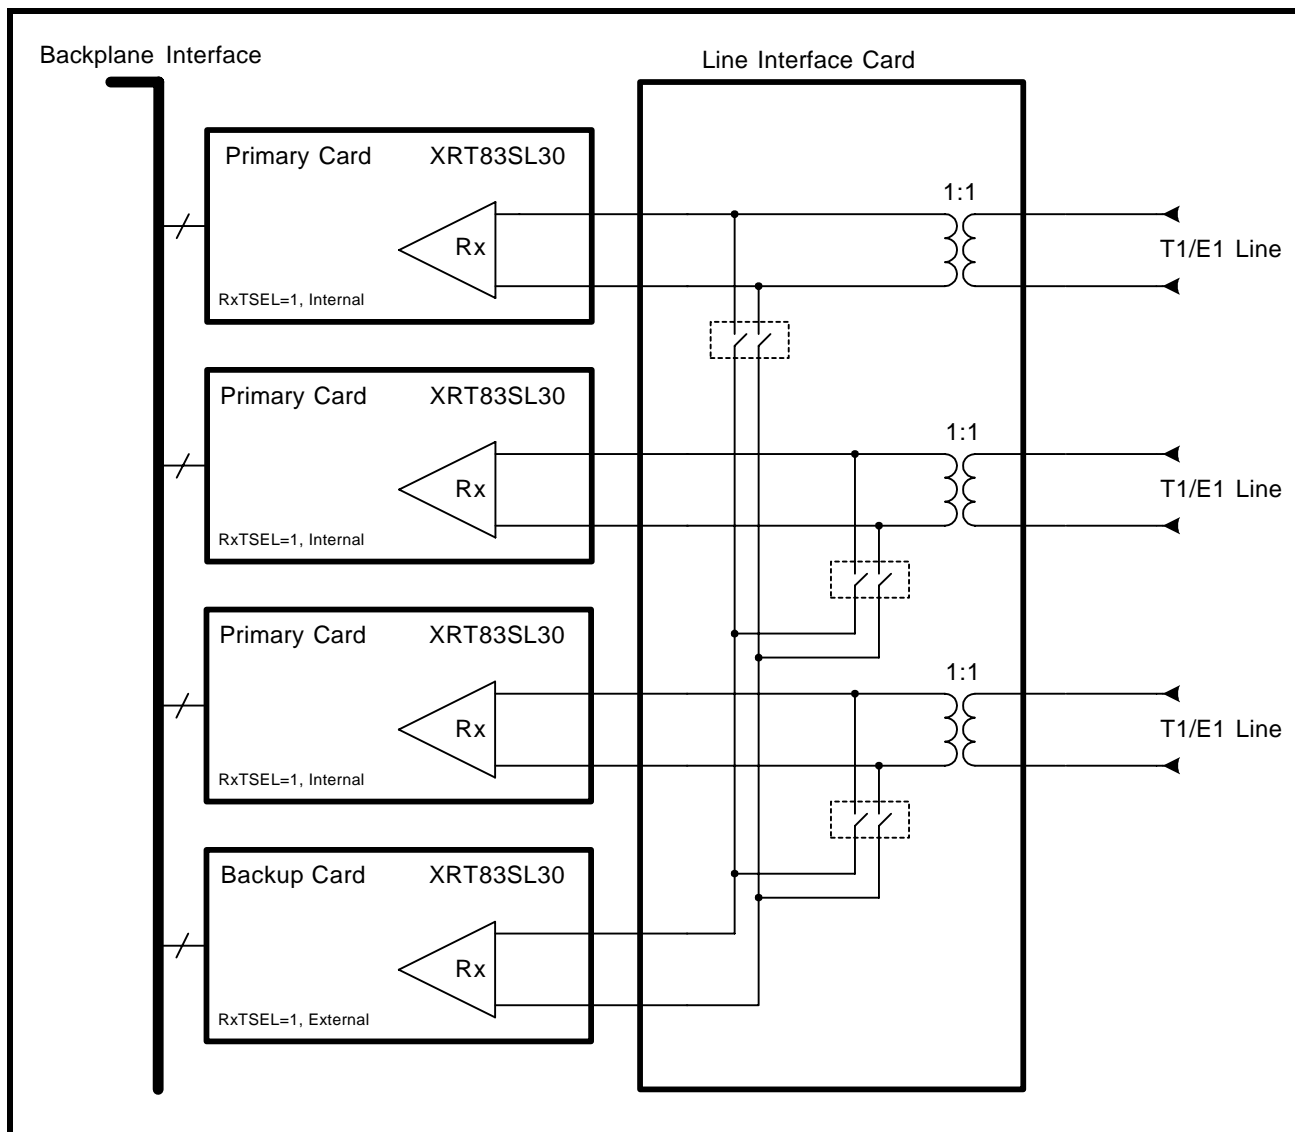 Backplane Interface
Line Interface Card
Primary Card XRT83SL30
1:1
Rx
T1/E1 Line
RxTSEL=1, Internal
Primary Card XRT83SL30
1:1
Rx
T1/E1 Line
RxTSEL=1, Internal
Primary Card XRT83SL30
1:1
Rx
T1/E1 Line
RxTSEL=1, Internal
Backup Card XRT83SL30
Rx
RxTSEL=1, External